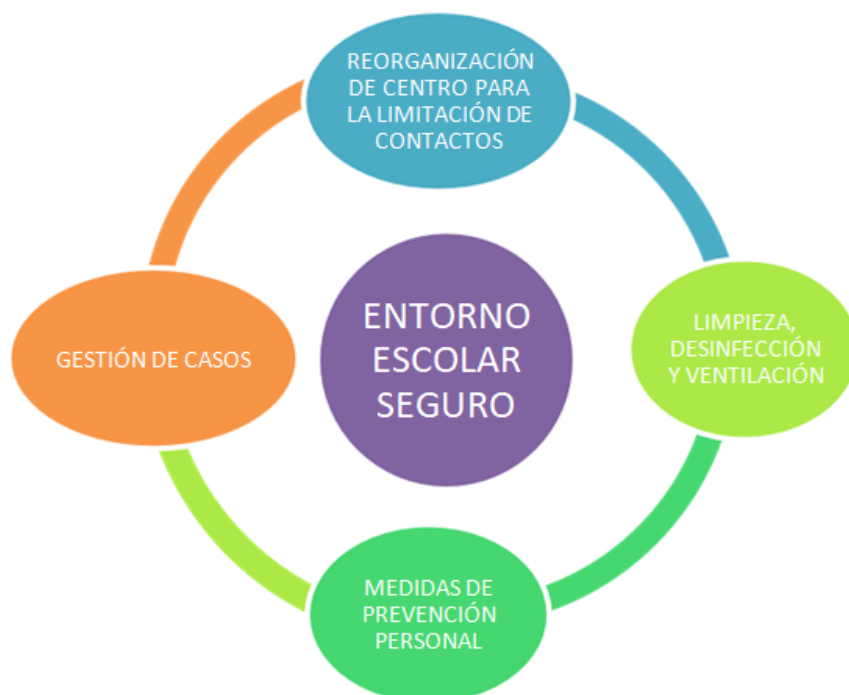 REORGANIZACIÓN
DE CENTRO PARA
LA LIMITACIÓN DE
CONTACTOS
ENTORNO
ESCOLAR
SEGURO
LIMPIEZA,
DESINFECCIÓN
Y VENTILACIÓN
GESTIÓN DE CASOS
MEDIDAS DE
PREVENCIÓN
PERSONAL